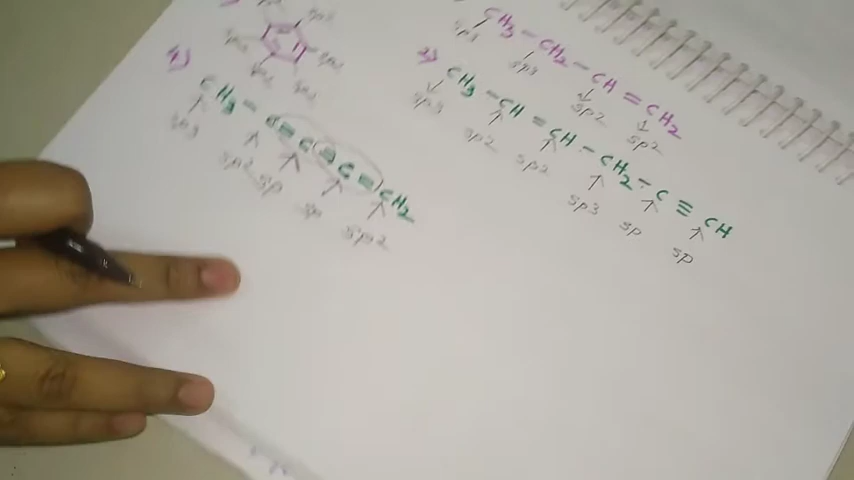 CH3 - CH2 - CH = CH2
sp3 sp3 sp2 sp2
2)
CH3 - CH = CH - CH2 - C ≡ CH
sp3 sp2 sp2 sp3 sp sp
4)
CH3 - C = C = C = CH2
sp3 sp2 sp sp sp2